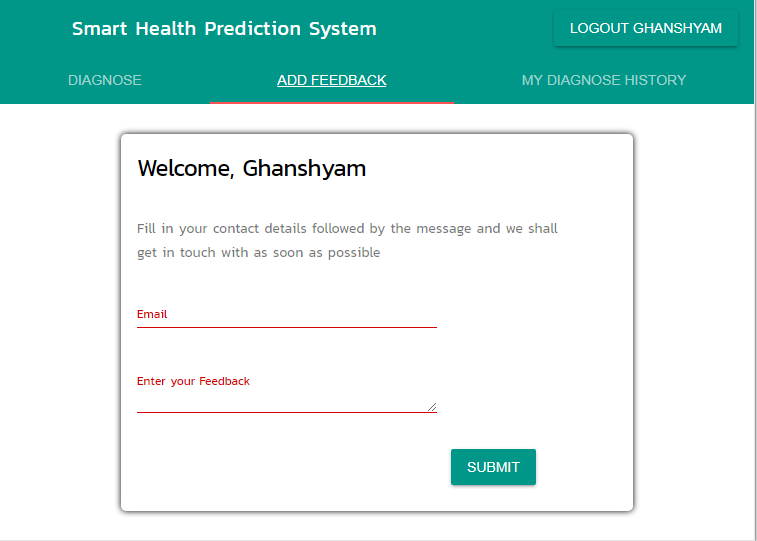 Smart Health Prediction System
LOGOUT GHANSHYAM
DIAGNOSE
ADD FEEDBACK
MY DIAGNOSE HISTORY
Welcome, Ghanshyam
Fill in your contact details followed by the message and we shall
get in touch with as soon as possible
Email
Enter your Feedback
SUBMIT